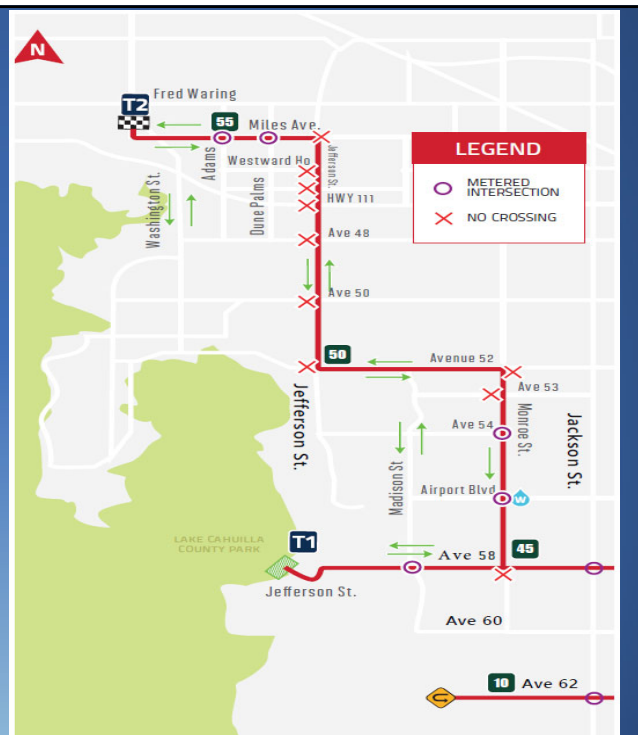 N
Fred Waring
T2
55
Miles Ave.
Adams
Westward Ho
Jefferson St.
LEGEND
METERED
INTERSECTION
NO CROSSING
Washington St.
Dune Palms
HWY 111
Ave 48
Ave 50
50
Avenue 52
Jefferson St.
Ave 53
Ave 54
Monroe St.
Jackson St.
Madison St
Airport Blvd
W
LAKE CAHUILLA
COUNTY PARK
T1
Ave 58
45
Jefferson St.
Ave 60
10
Ave 62